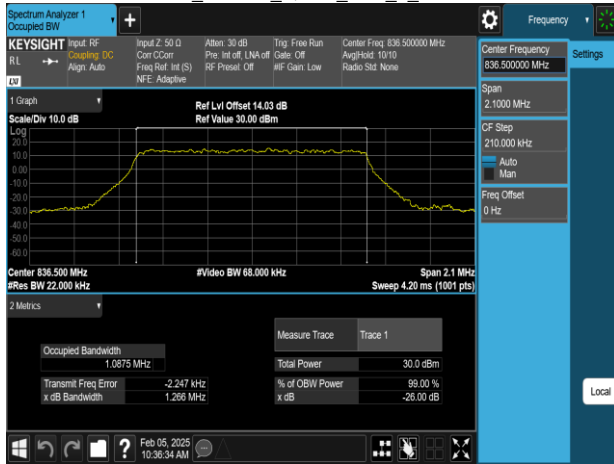 Spectrum Analyzer 1
Occupied BW
Frequency
KEYSIGHT
RL
LXI
Input: RF
Coupling: DC
Align: Auto
Input Z: 50 Ω
Corr CCorr
Freq Ref: Int (S)
NFE: Adaptive
Atten: 30 dB
Pre: Int off, LNA off
RF Preset: Off
Trig: Free Run
Gate: Off
#IF Gain: Low
Center Freq: 836.500000 MHz
Avg|Hold: 10/10
Radio Std: None
Center Frequency
836.500000 MHz
Settings
Span
2.1000 MHz
CF Step
210.000 kHz
Auto
Man
Freq Offset
0 Hz
Local
1 Graph
Scale/Div 10.0 dB
Ref Lvl Offset 14.03 dB
Ref Value 30.00 dBm
Log
20.0
10.0
0.00
-10.0
-20.0
-30.0
-40.0
-50.0
-60.0
Center 836.500 MHz
#Video BW 68.000 kHz
Span 2.1 MHz
#Res BW 22.000 kHz
Sweep 4.20 ms (1001 pts)
2 Metrics
Measure Trace
Trace 1
Occupied Bandwidth
1.0875 MHz
Total Power
30.0 dBm
Transmit Freq Error
-2.247 kHz
% of OBW Power
99.00 %
x dB Bandwidth
1.266 MHz
x dB
-26.00 dB
?
Feb 05, 2025
10:36:34 AM